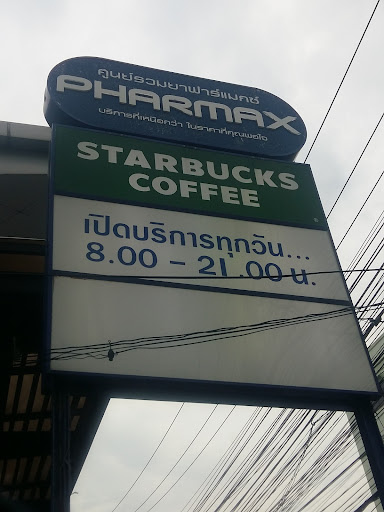 ศูนย์รวมยาฟาร์แมกซ์
PHARMAX
บริการที่เหนือกว่า ในราคาที่คุณพอใจ
STARBUCKS
COFFEE
เปิดบริการทุกวัน...
8.00 - 21.00 น.